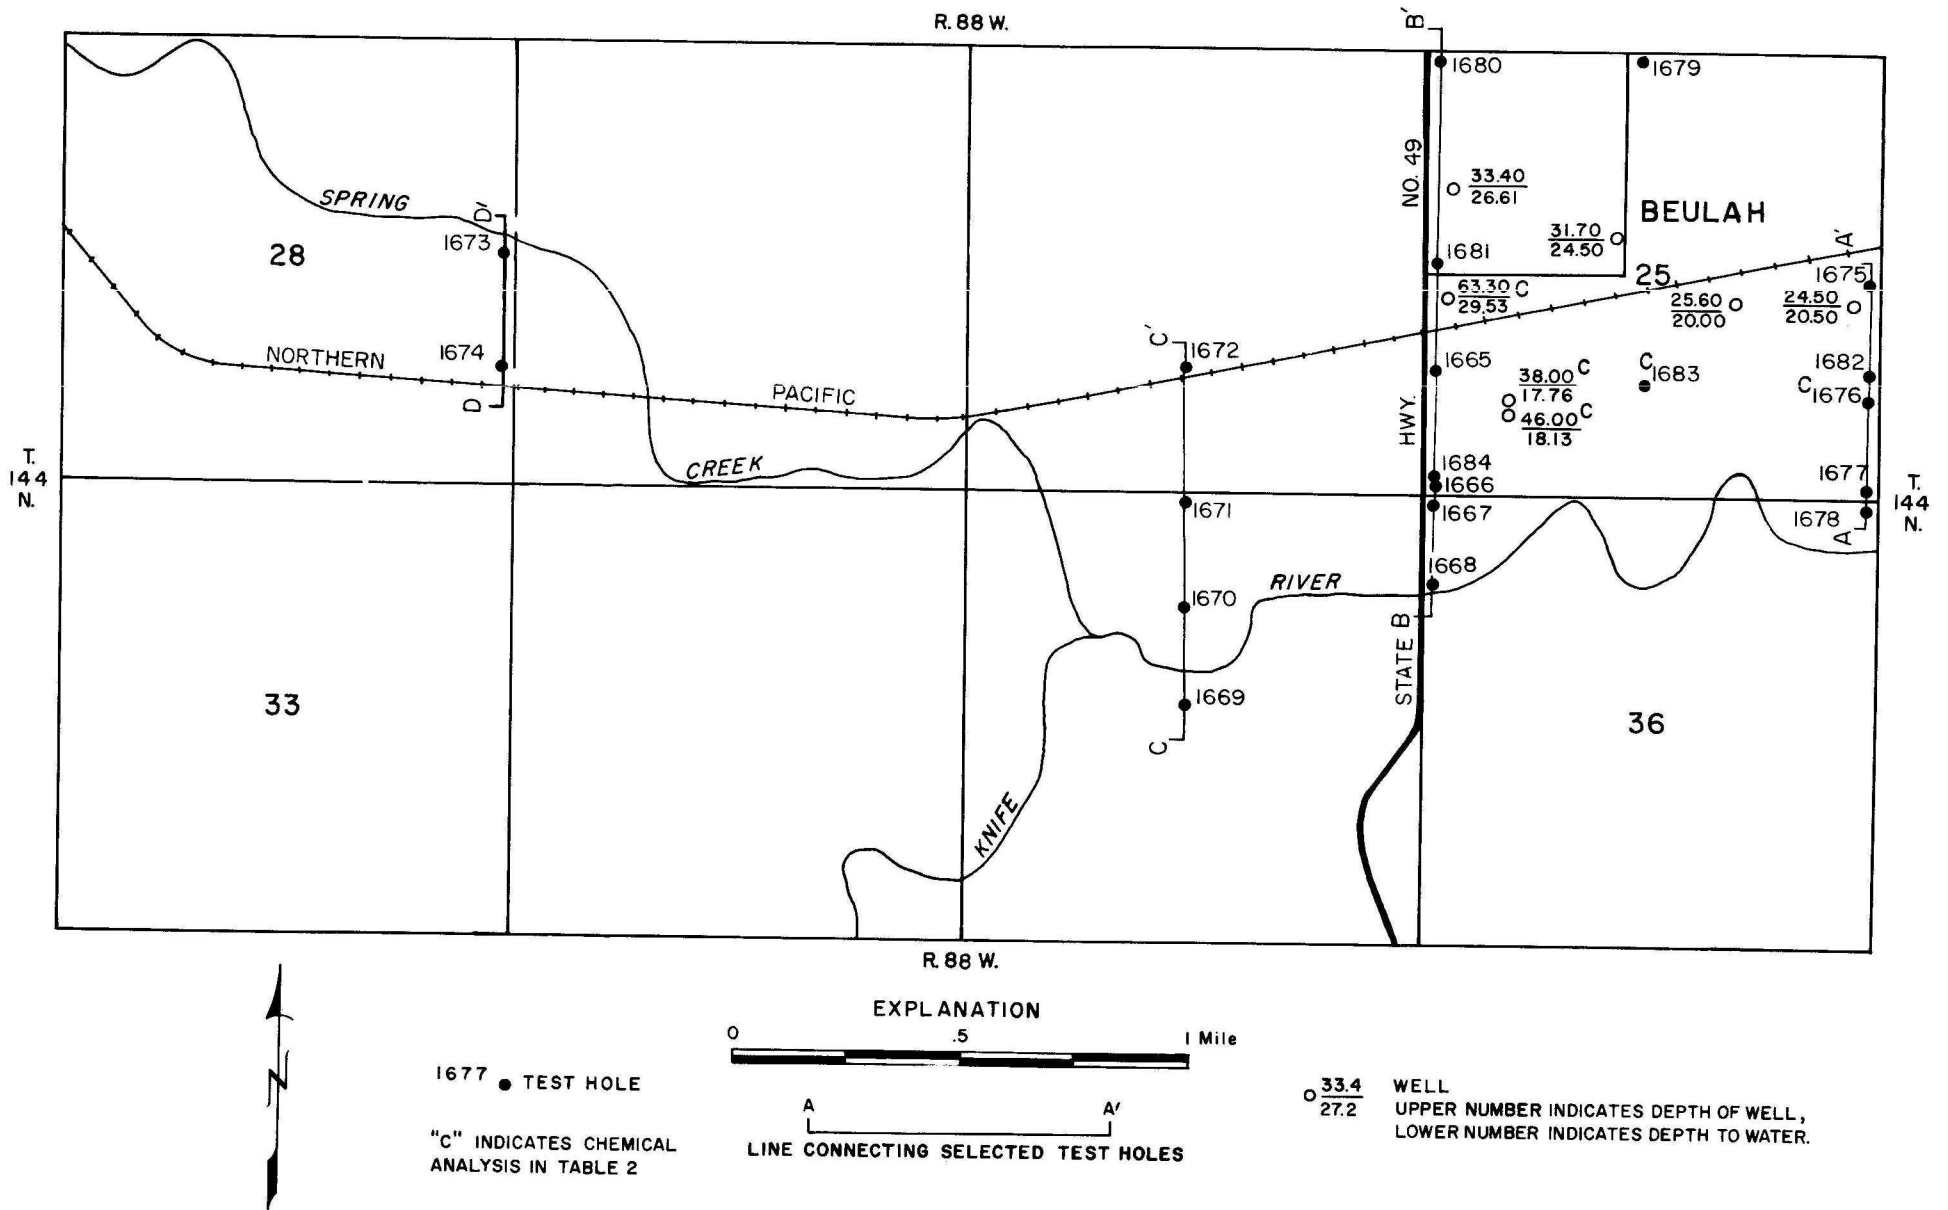 R. 88 W.
B'
1680
1679
NO. 49
33.40
26.61
SPRING
D'
BEULAH
31.70
24.50
A'
1673
28
1681
25
1675
63.30 C
29.53
25.60
20.00
24.50
20.50
C'
1674
NORTHERN
1672
1665
1682
38.00 C
17.76
C
1683
C
1676
PACIFIC
D
HWY.
46.00 C
18.13
T.
144
N.
CREEK
1684
1666
1677
T.
144
N.
1671
1667
1678
A
1668
RIVER
1670
B
STATE
33
1669
36
C
KNIFE
R. 88 W.
EXPLANATION
0 .5 1 Mile
N
1677 TEST HOLE
"C" INDICATES CHEMICAL
ANALYSIS IN TABLE 2
A A'
LINE CONNECTING SELECTED TEST HOLES
33.4
27.2
WELL
UPPER NUMBER INDICATES DEPTH OF WELL,
LOWER NUMBER INDICATES DEPTH TO WATER.